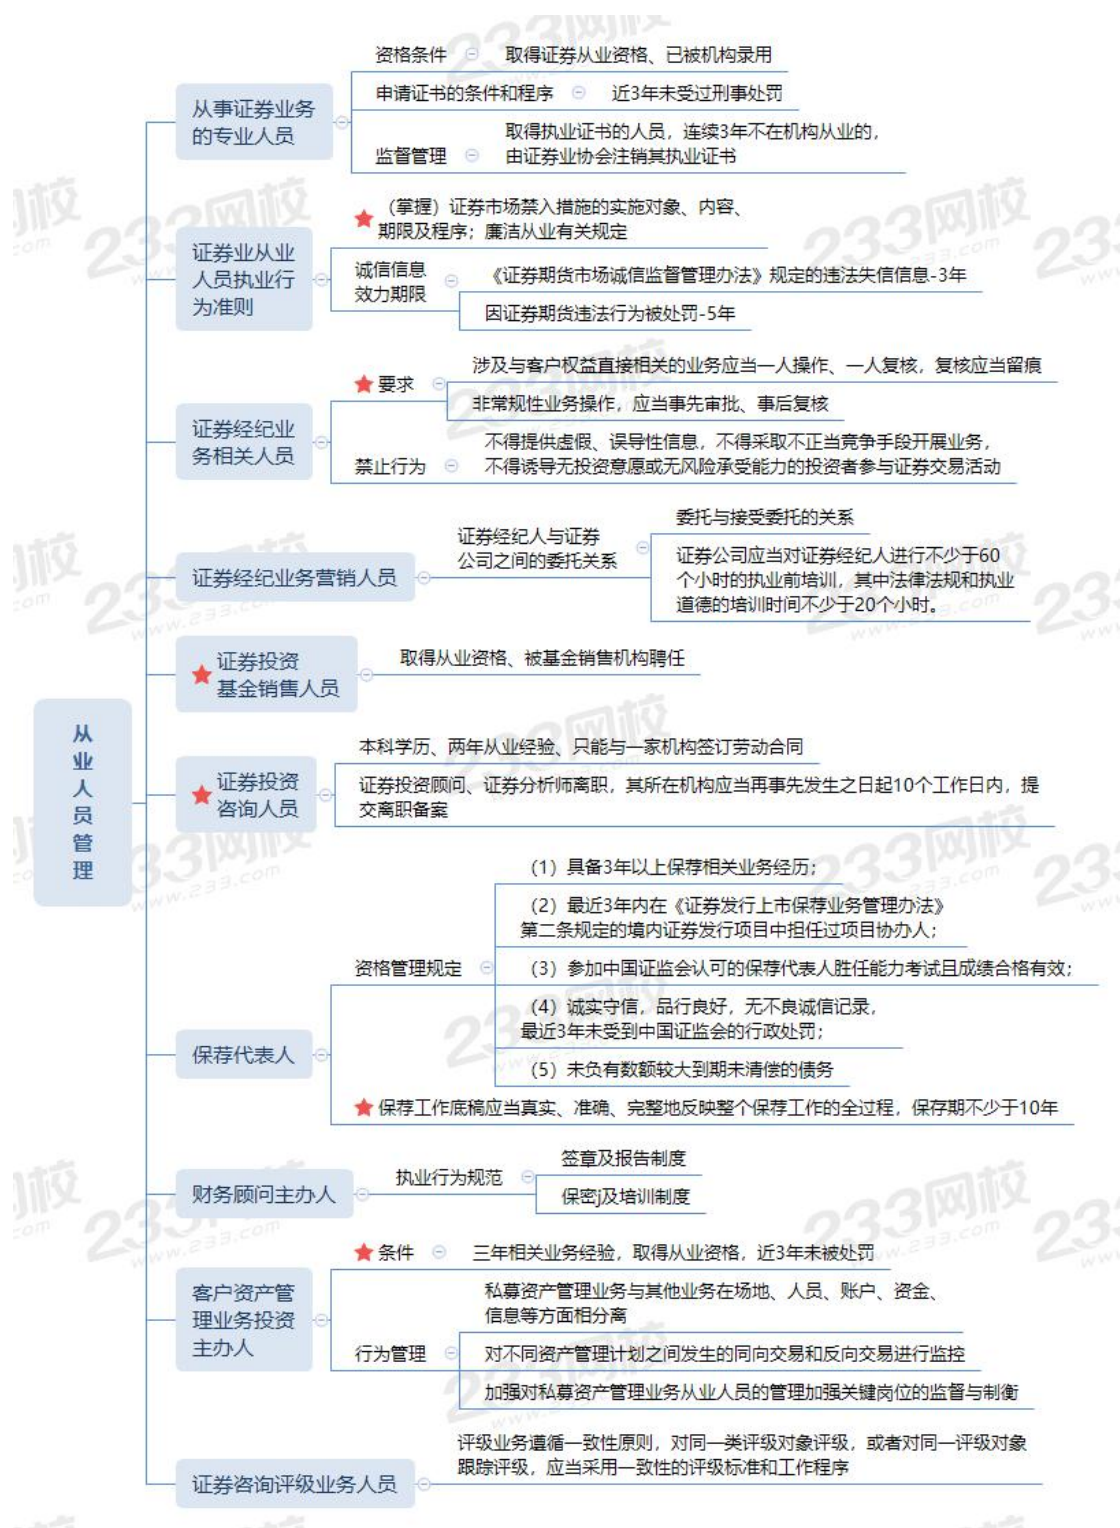 从业人员管理
从事证券业务
的专业人员
资格条件
取得证券从业资格、已被机构录用
申请证书的条件和程序
近3年未受过刑事处罚
监督管理
取得执业证书的人员，连续3年不在机构从业的，
由证券业协会注销其执业证书
证券业从业
人员执业行
为准则
（掌握）证券市场禁入措施的实施对象、内容、
期限及程序；廉洁从业有关规定
诚信信息
效力期限
《证券期货市场诚信监督管理办法》规定的违法失信信息-3年
因证券期货违法行为被处罚-5年
证券经纪业
务相关人员
要求
涉及与客户权益直接相关的业务应当一人操作、一人复核，复核应当留痕
非常规性业务操作，应当事先审批、事后复核
禁止行为
不得提供虚假、误导性信息，不得采取不正当竞争手段开展业务，
不得诱导无投资意愿或无风险承受能力的投资者参与证券交易活动
证券经纪业务营销人员
证券经纪人与证券
公司之间的委托关系
委托与接受委托的关系
证券公司应当对证券经纪人进行不少于60
个小时的执业前培训，其中法律法规和执业
道德的培训时间不少于20个小时。
证券投资
基金销售人员
取得从业资格、被基金销售机构聘任
证券投资
咨询人员
本科学历、两年从业经验、只能与一家机构签订劳动合同
证券投资顾问、证券分析师离职，其所在机构应当再事先发生之日起10个工作日内，提
交离职备案
保荐代表人
资格管理规定
（1）具备3年以上保荐相关业务经历；
（2）最近3年内在《证券发行上市保荐业务管理办法》
第二条规定的境内证券发行项目中担任过项目协办人；
（3）参加中国证监会认可的保荐代表人胜任能力考试且成绩合格有效；
（4）诚实守信，品行良好，无不良诚信记录，
最近3年未受到中国证监会的行政处罚；
（5）未负有数额较大到期未清偿的债务
保荐工作底稿应当真实、准确、完整地反映整个保荐工作的全过程，保存期不少于10年
财务顾问主办人
执业行为规范
签章及报告制度
保密j及培训制度
客户资产管
理业务投资
主办人
条件
三年相关业务经验，取得从业资格，近3年未被处罚
行为管理
私募资产管理业务与其他业务在场地、人员、账户、资金、
信息等方面相分离
对不同资产管理计划之间发生的同向交易和反向交易进行监控
加强对私募资产管理业务从业人员的管理加强关键岗位的监督与制衡
证券咨询评级业务人员
评级业务遵循一致性原则，对同一类评级对象评级，或者对同一评级对象
跟踪评级，应当采用一致性的评级标准和工作程序
233网校
www.233.com